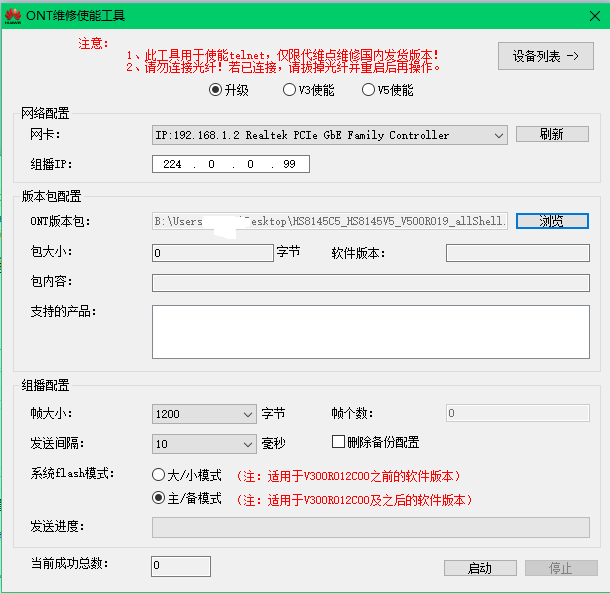 ONT维修使能工具
注意：
1、此工具用于使能telnet，仅限代维点维修国内发货版本！
2、请勿连接光纤！若已连接，请拔掉光纤并重启后再操作。
设备列表 —>
升级 V3使能 V5使能
网络配置
网卡： IP:192.168.1.2 Realtek PCIe GbE Family Controller 刷新
组播IP： 224 . 0 . 0 . 99
版本包配置
ONT版本包： B:\Users esktop\HS8145C5_HS8145V5_V500R019_allShell. 浏览
包大小： 0 字节 软件版本：
包内容：
支持的产品：
组播配置
帧大小： 1200 字节 帧个数： 0
发送间隔： 10 毫秒 删除备份配置
系统flash模式： 大/小模式 （注：适用于V300R012C00之前的软件版本）
主/备模式 （注：适用于V300R012C00及之后的软件版本）
发送进度：
当前成功总数： 0 启动 停止